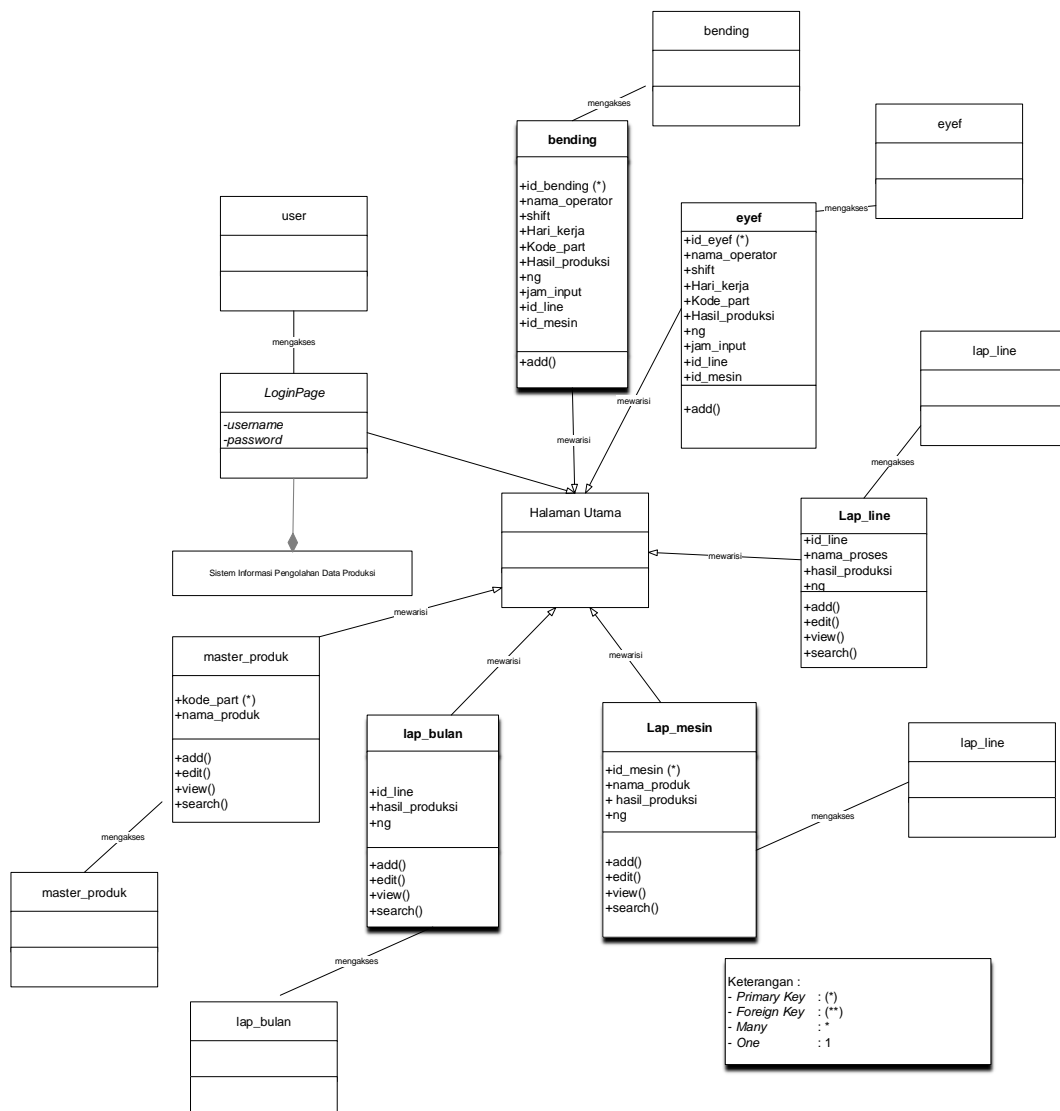 bending
mengakses
bending
+id_bending (*)
+nama_operator
+shift
+Hari_kerja
+Kode_part
+Hasil_produksi
+ng
+jam_input
+id_line
+id_mesin
+add()
mewarisi
eyef
mengakses
eyef
+id_eyef (*)
+nama_operator
+shift
+Hari_kerja
+Kode_part
+Hasil_produksi
+ng
+jam_input
+id_line
+id_mesin
+add()
mewarisi
user
mengakses
LoginPage
-username
-password
Sistem Informasi Pengolahan Data Produksi
Halaman Utama
lap_line
mengakses
Lap_line
+id_line
+nama_proses
+hasil_produksi
+ng
+add()
+edit()
+view()
+search()
mewarisi
mewarisi
master_produk
+kode_part (*)
+nama_produk
+add()
+edit()
+view()
+search()
mengakses
master_produk
mewarisi
lap_bulan
+id_line
+hasil_produksi
+ng
+add()
+edit()
+view()
+search()
mengakses
lap_bulan
mewarisi
Lap_mesin
+id_mesin (*)
+nama_produk
+ hasil_produksi
+ng
+add()
+edit()
+view()
+search()
mengakses
lap_line
Keterangan :
- Primary Key : (*)
- Foreign Key : (**)
- Many : *
- One : 1